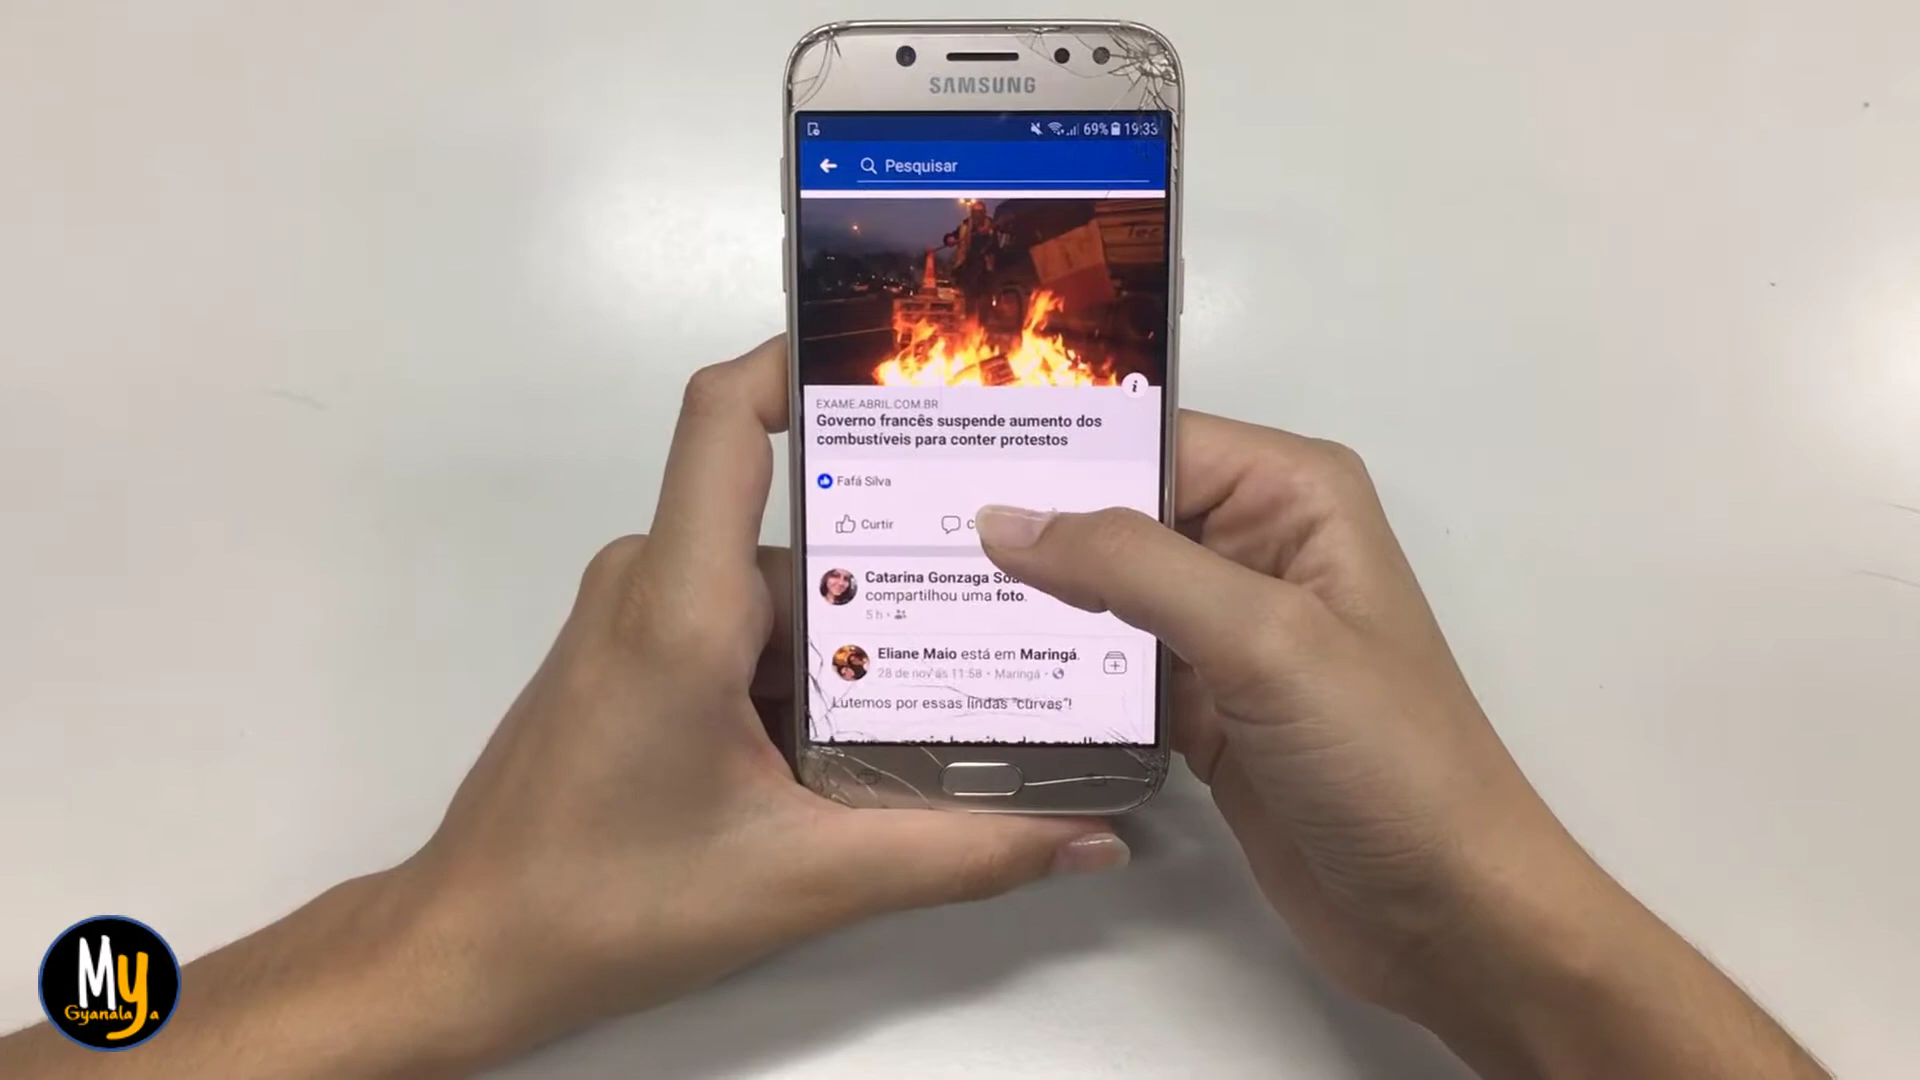 SAMSUNG
69% 19:33
Pesquisar
Tec
EXAME.ABRIL.COM.BR
Governo francês suspende aumento dos
combustíveis para conter protestos
Fafá Silva
Curtir
Catarina Gonzaga
compartilhou uma foto.
5 h
Eliane Maio está em Maringá.
28 de nov às 11:58 • Maringá
Lutemos por essas lindas "curvas"!
My
Gyanalaya